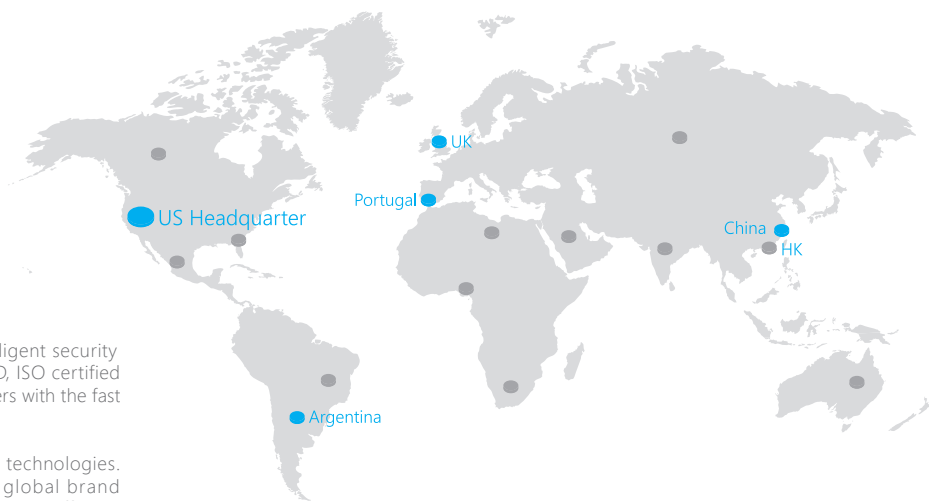 UK
Portugal
US Headquarter
China
HK
ligent security
D, ISO certified
ers with the fast
Argentina
technologies.
global brand